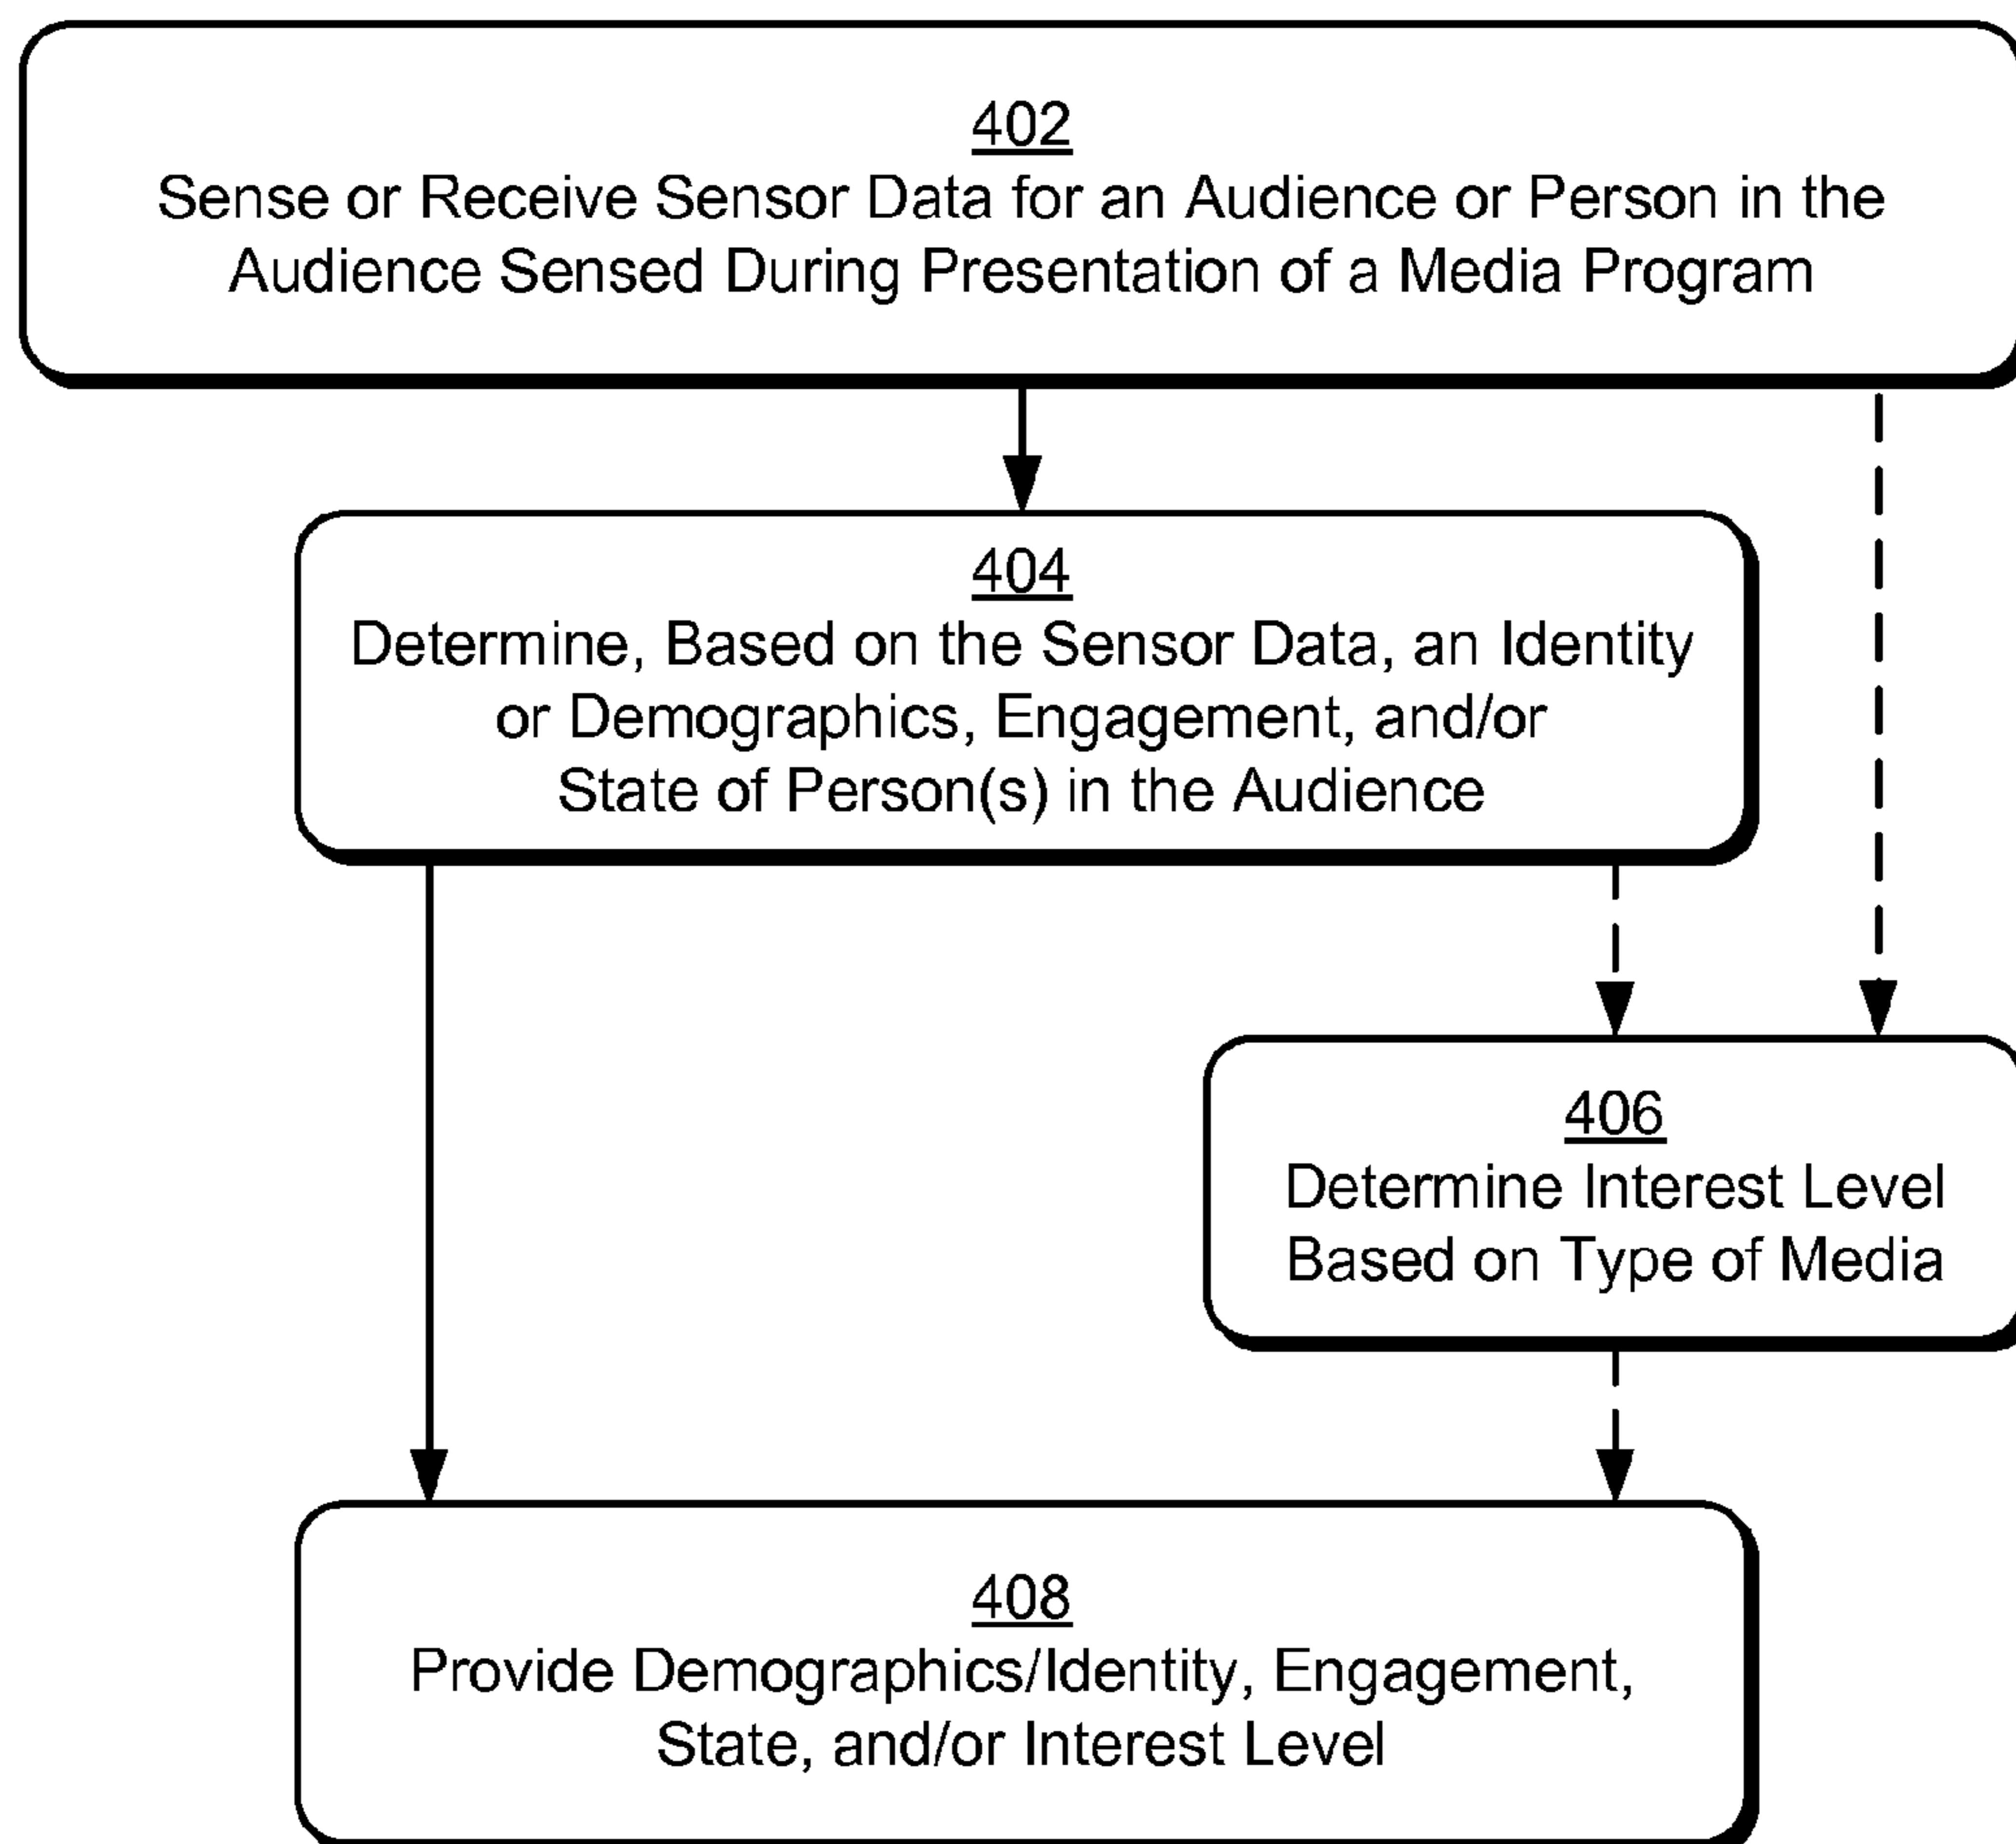 402
Sense or Receive Sensor Data for an Audience or Person in the
Audience Sensed During Presentation of a Media Program
404
Determine, Based on the Sensor Data, an Identity
or Demographics, Engagement, and/or
State of Person(s) in the Audience
406
Determine Interest Level
Based on Type of Media
408
Provide Demographics/Identity, Engagement,
State, and/or Interest Level